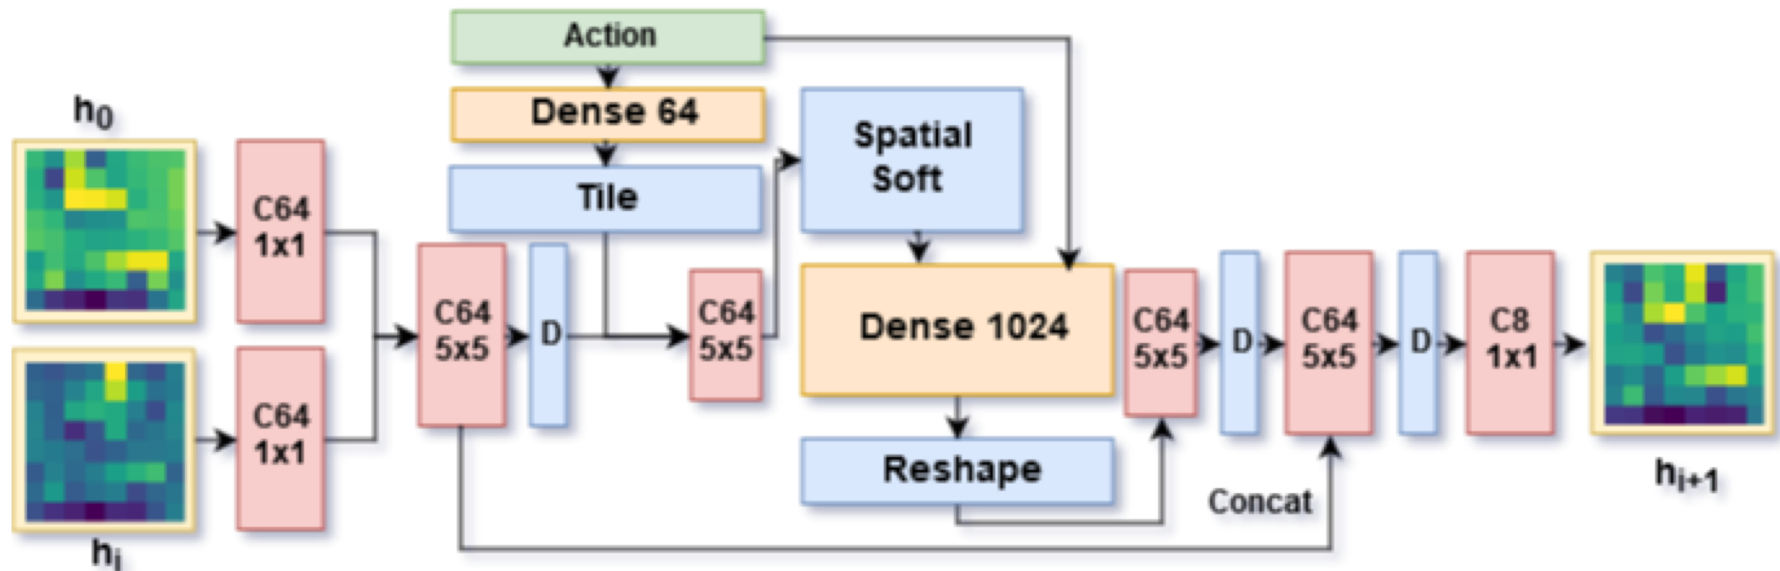 Action
Dense 64
Tile
h0
C64
1x1
hi
C64
1x1
C64
5x5
D
C64
5x5
Spatial
Soft
Dense 1024
Reshape
C64
5x5
D
C64
5x5
D
C8
1x1
Concat
hi+1